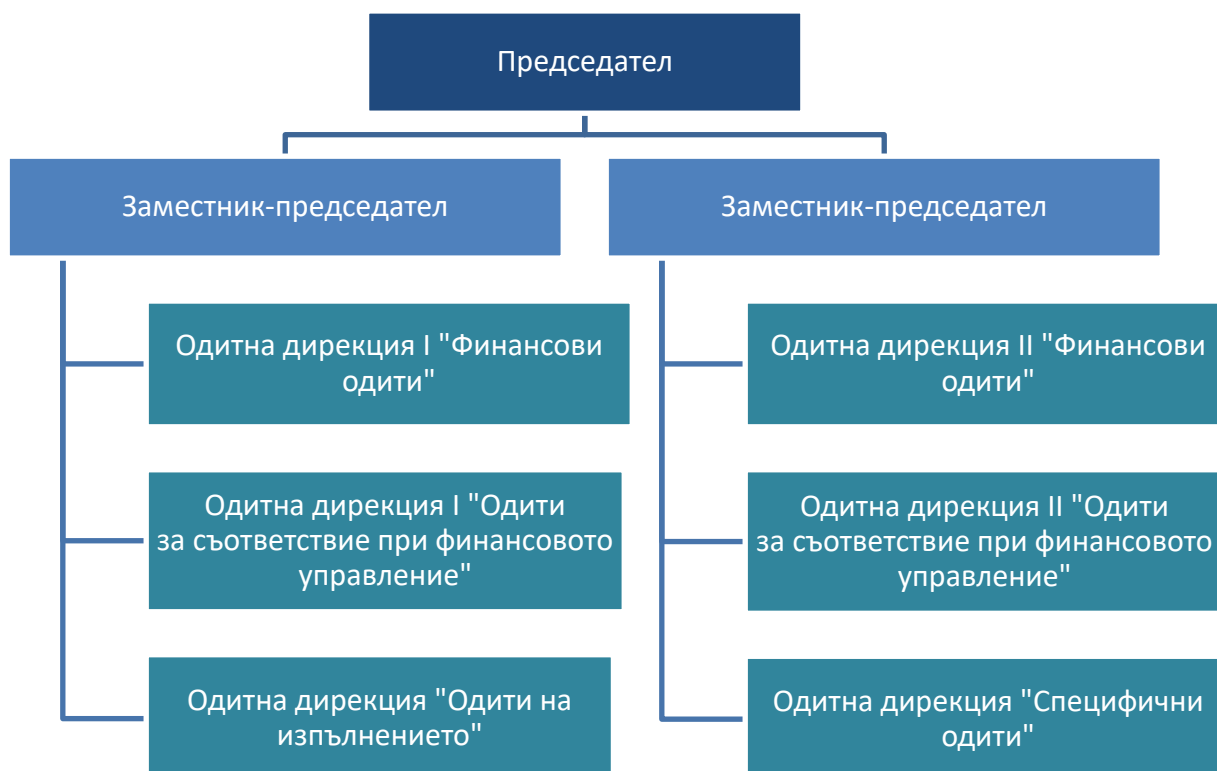 Председател
Заместник-председател
Заместник-председател
Одитна дирекция I "Финансови
одити"
Одитна дирекция II "Финансови
одити"
Одитна дирекция I "Одити
за съответствие при финансовото
управление"
Одитна дирекция II "Одити
за съответствие при финансовото
управление"
Одитна дирекция "Одити на
изпълнението"
Одитна дирекция "Специфични
одити"